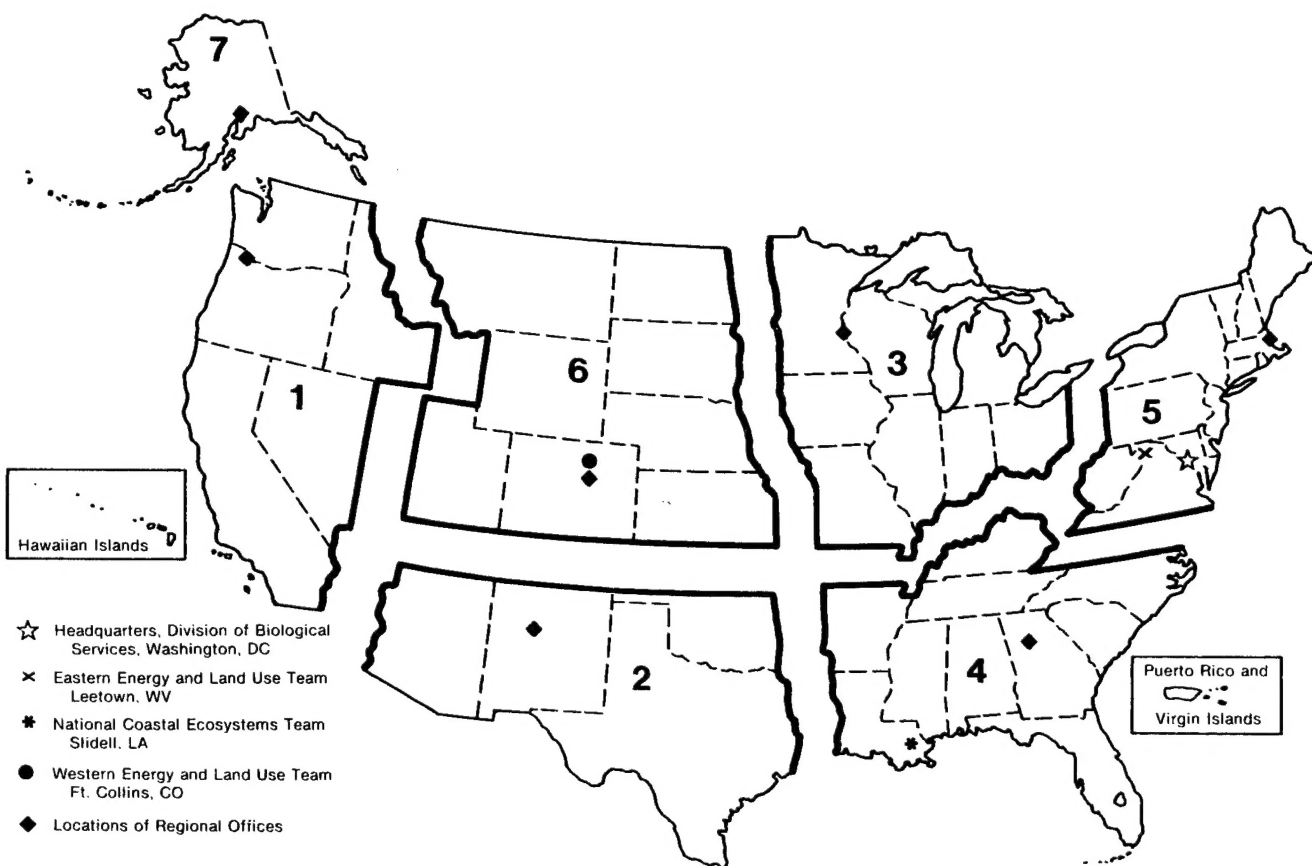 7
6
3
1
5
Hawaiian Islands
2
4
Puerto Rico and
Virgin Islands
Headquarters, Division of Biological
Services, Washington, DC
Eastern Energy and Land Use Team
Leetown, WV
National Coastal Ecosystems Team
Slidell, LA
Western Energy and Land Use Team
Ft. Collins, CO
Locations of Regional Offices